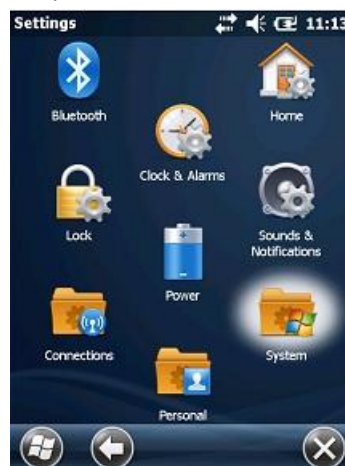 Settings 11:13
Bluetooth
Home
Clock & Alarms
Lock
Sounds &
Notifications
Power
Connections
System
Personal